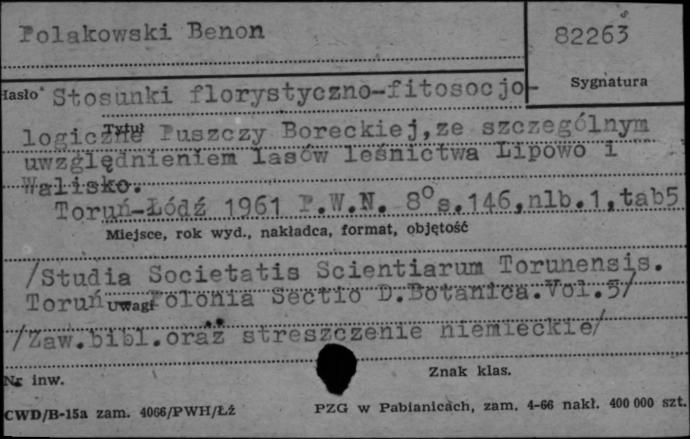 Polakowski Benon
82263 s
Hasło
Sygnatura
Stosunki florystyczno-fitosocjo-
Tytuł
logiczne Puszczy Boreckiej,ze szczególnym
uwzględnieniem lasów leśnictwa Lipowo i
Walisko.
Toruń-Łódź 1961 P.W.N. 8° s.146,nlb.1,tab5
Miejsce, rok wyd., nakładca, format, objętość
/Studia Societatis Scientiarum Torunensis.
Toruń Polonia Sectio D.Botanica.Vol.5/
Uwagi
/Zaw.bibl.oraz streszczenie niemieckie/
Nr inw.
Znak klas.
CWD/B-15a zam. 4066/PWH/Łź
PZG w Pabianicach, zam. 4-66 nakł. 400 000 szt.